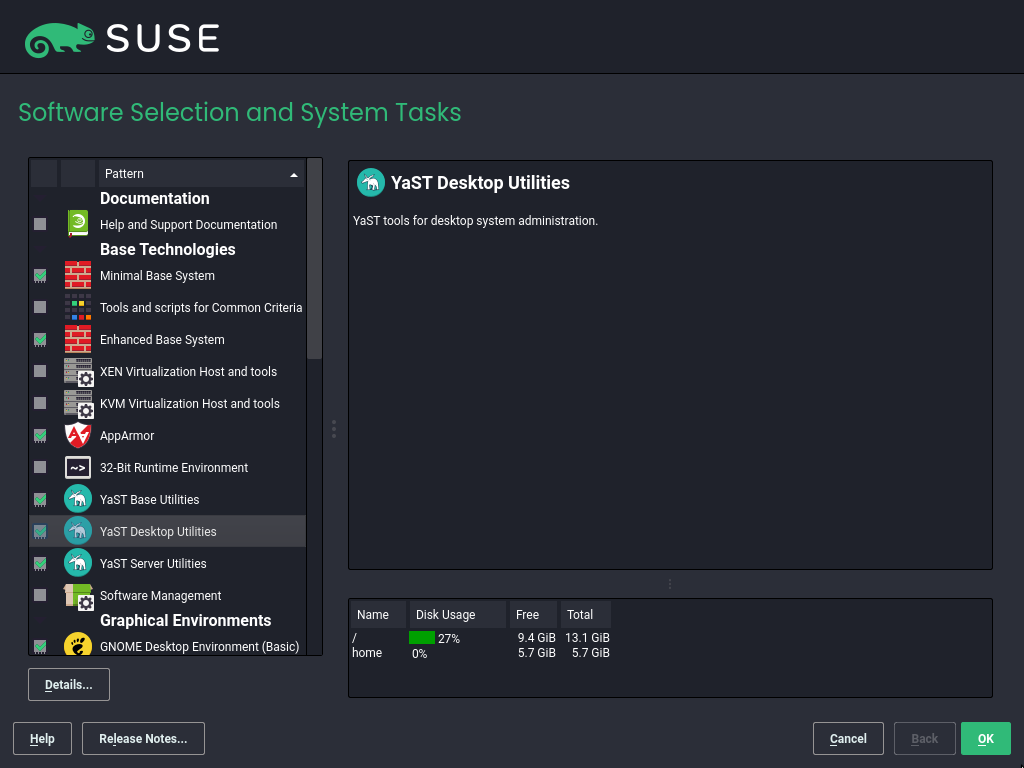 SUSE
Software Selection and System Tasks
Pattern
Documentation
Help and Support Documentation
Base Technologies
Minimal Base System
Tools and scripts for Common Criteria
Enhanced Base System
XEN Virtualization Host and tools
KVM Virtualization Host and tools
AppArmor
~>
32-Bit Runtime Environment
YaST Base Utilities
YaST Desktop Utilities
YaST Server Utilities
Software Management
Graphical Environments
GNOME Desktop Environment (Basic)
Details...
YaST Desktop Utilities
YaST tools for desktop system administration.
Name Disk Usage Free Total
/ 27% 9.4 GiB 13.1 GiB
home 0% 5.7 GiB 5.7 GiB
Help Release Notes... Cancel Back OK